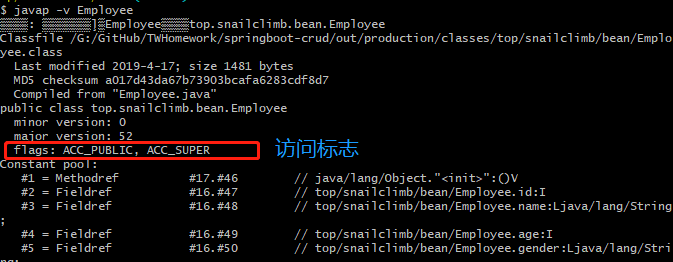 $ javap -v Employee
: ]Employee top.snailclimb.bean.Employee
Classfile /G:/GitHub/TWHomework/springboot-crud/out/production/classes/top/snailclimb/bean/Emplo
yee.class
Last modified 2019-4-17; size 1481 bytes
MD5 checksum a017d43da67b73903bcafa6283cdf8d7
Compiled from "Employee.java"
public class top.snailclimb.bean.Employee
minor version: 0
major version: 52
flags: ACC_PUBLIC, ACC_SUPER 访问标志
Constant pool:
#1 = Methodref #17.#46 // java/lang/Object."<init>":()V
#2 = Fieldref #16.#47 // top/snailclimb/bean/Employee.id:I
#3 = Fieldref #16.#48 // top/snailclimb/bean/Employee.name:Ljava/lang/String
;
#4 = Fieldref #16.#49 // top/snailclimb/bean/Employee.age:I
#5 = Fieldref #16.#50 // top/snailclimb/bean/Employee.gender:Ljava/lang/Stri